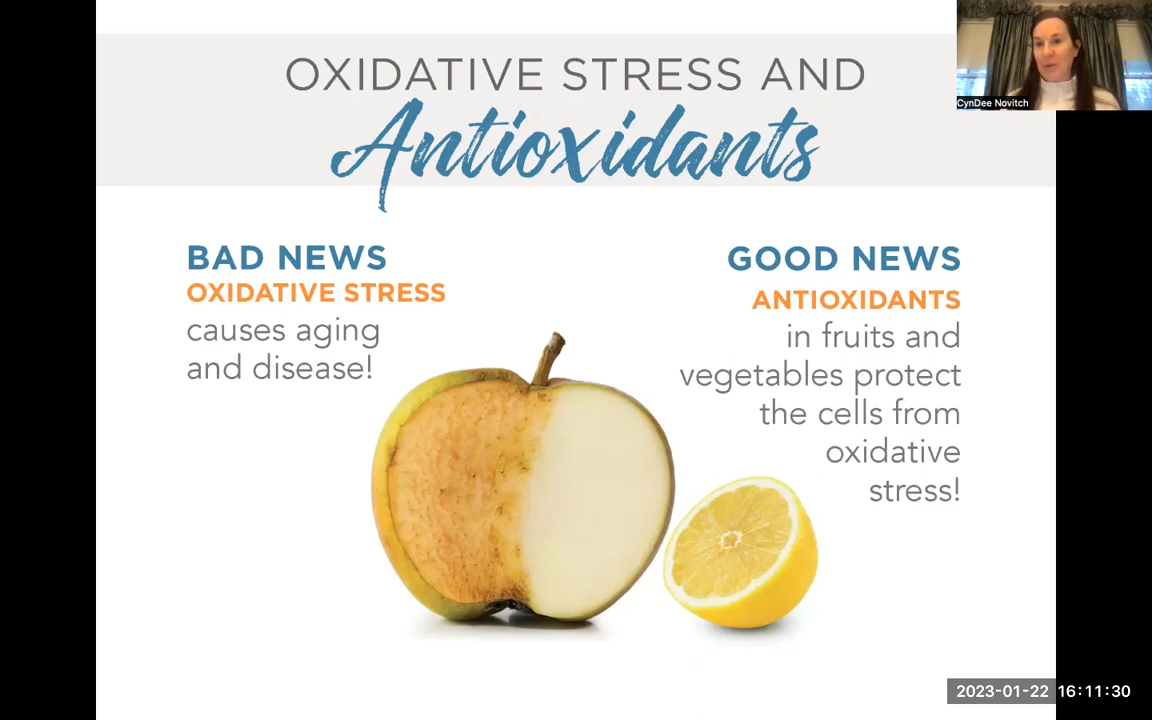 OXIDATIVE STRESS AND
Antioxidants
CynDee Novitch
BAD NEWS
OXIDATIVE STRESS
causes aging
and disease!
GOOD NEWS
ANTIOXIDANTS
in fruits and
vegetables protect
the cells from
oxidative
stress!
2023-01-22 16:11:30